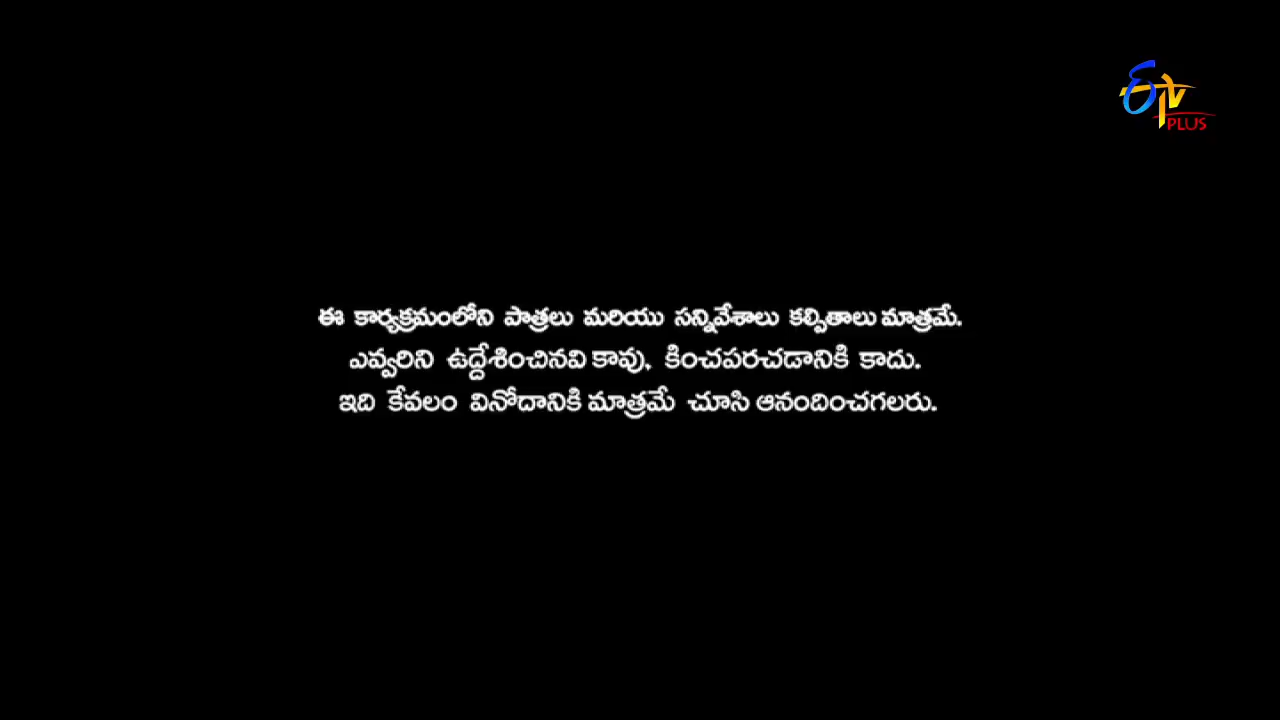 ETV
PLUS
ఈ కార్యక్రమంలోని పాత్రలు మరియు సన్నివేశాలు కల్పితాలు మాత్రమే.
ఎవ్వరిని ఉద్దేశించినవి కావు. కించపరచడానికి కాదు.
ఇది కేవలం వినోదానికి మాత్రమే చూసి ఆనందించగలరు.